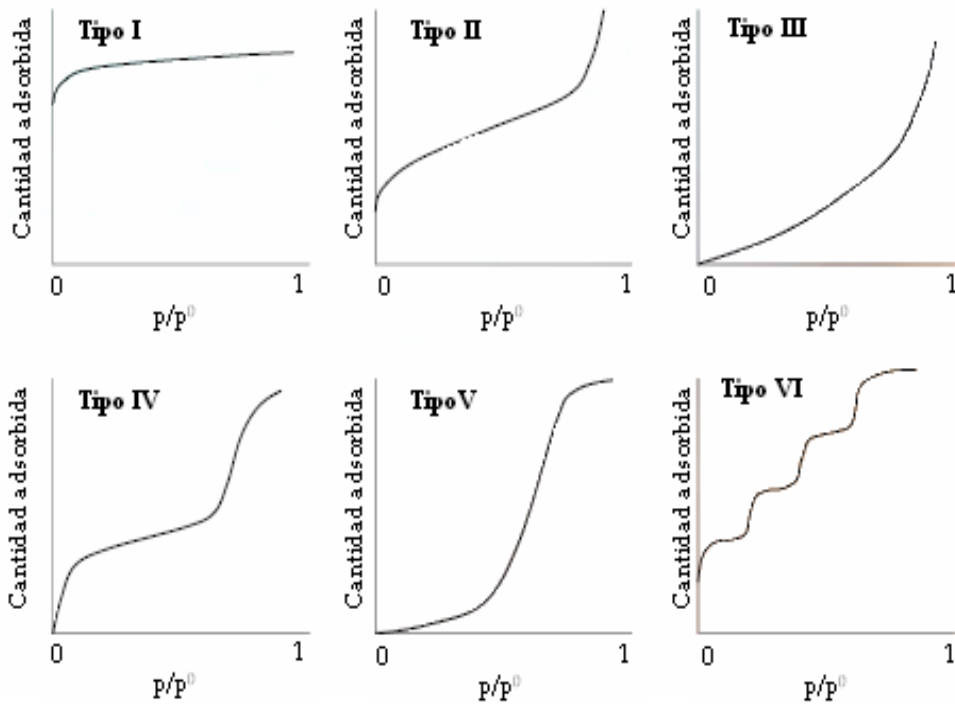 Tipo I
Cantidad adsorbida
0
1
p/p⁰
Tipo II
Cantidad adsorbida
0
1
p/p⁰
Tipo III
Cantidad adsorbida
0
1
p/p⁰
Tipo IV
Cantidad adsorbida
0
1
p/p⁰
Tipo V
Cantidad adsorbida
0
1
p/p⁰
Tipo VI
Cantidad adsorbida
0
1
p/p⁰